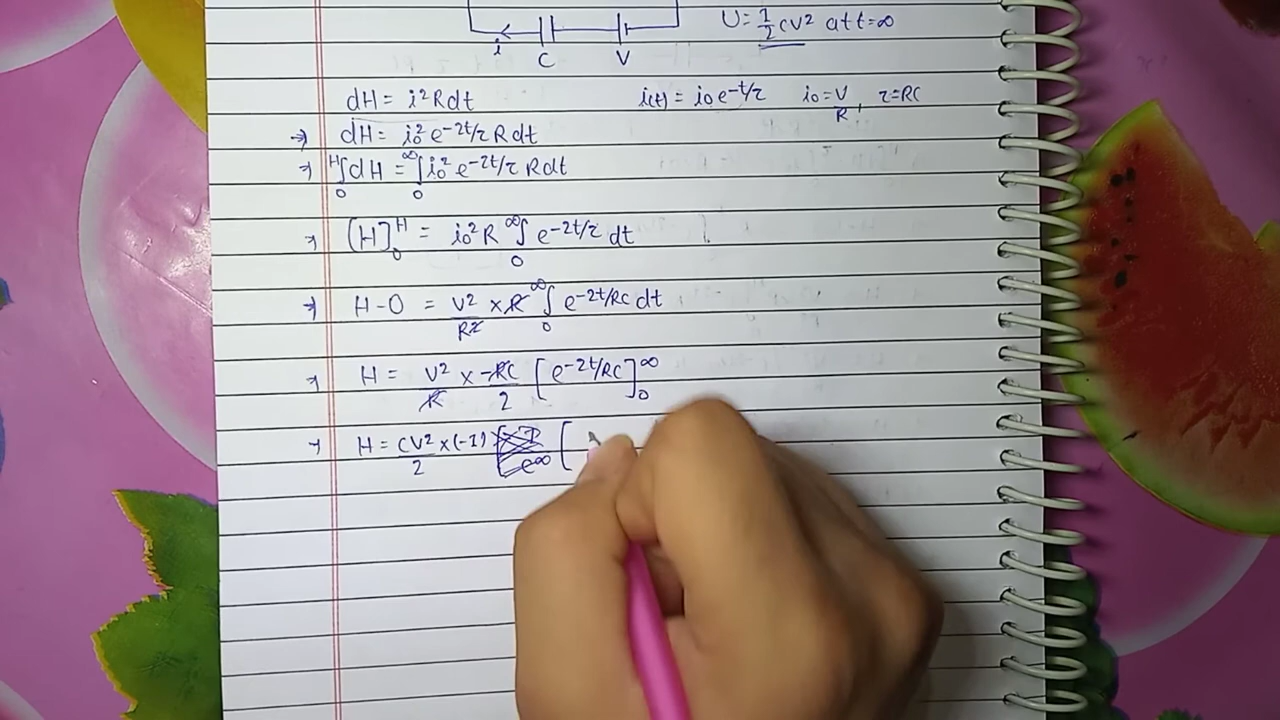 U = 1/2 CV² at t=∞
i C V
dH = i²Rdt i(t) = i₀e^-t/τ i₀ = V/R, τ=RC
⇒ dH = i₀² e^-2t/τ R dt
⇒ ₀∫ᴴ dH = ₀∫^∞ i₀² e^-2t/τ R dt
⇒ [H]₀ᴴ = i₀² R ₀∫^∞ e^-2t/τ dt
⇒ H - 0 = V²/R² × R ₀∫^∞ e^-2t/RC dt
⇒ H = V²/R × -RC/2 [e^-2t/RC]₀^∞
⇒ H = CV²/2 × (-1) [